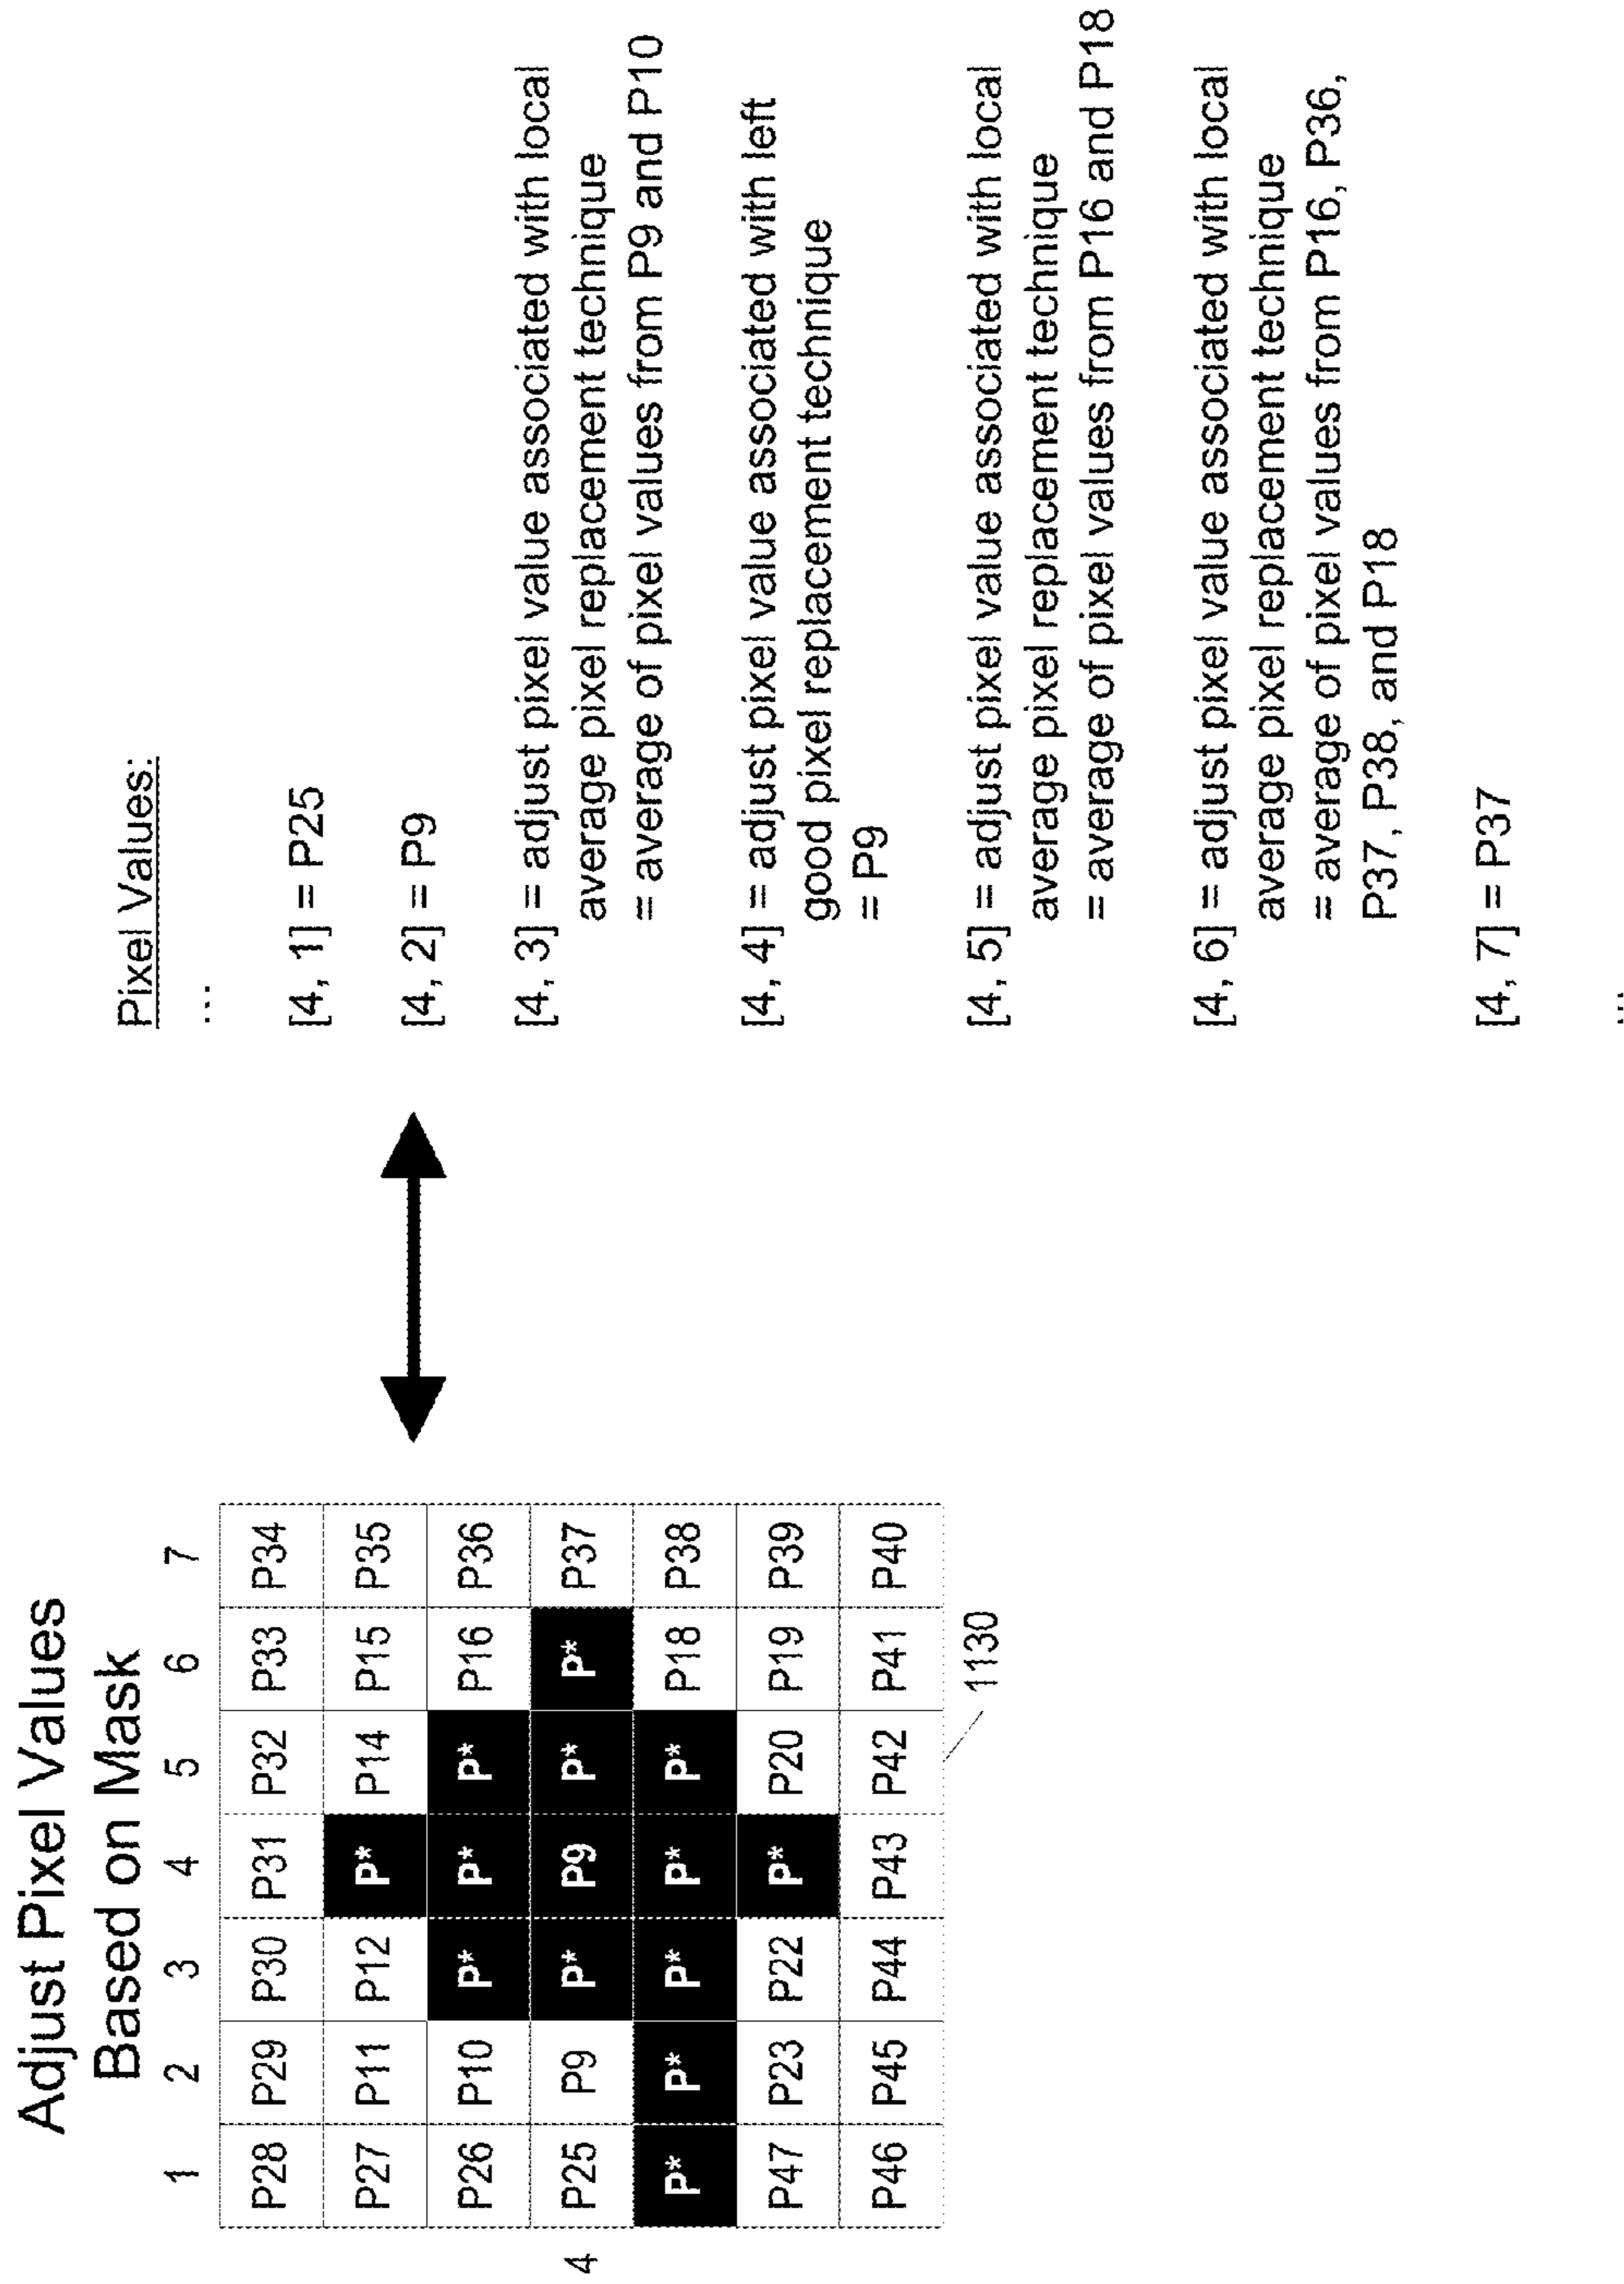 Adjust Pixel Values
Based on Mask
1 2 3 4 5 6 7
P28 P29 P30 P31 P32 P33 P34
P27 P11 P12 P* P14 P15 P35
P26 P10 P* P* P* P16 P36
4 P25 P9 P* P9 P* P* P37
P* P* P* P* P* P18 P38
P47 P23 P22 P* P20 P19 P39
P46 P45 P44 P43 P42 P41 P40
1130
Pixel Values:
...
[4, 1] = P25
[4, 2] = P9
[4, 3] = adjust pixel value associated with local
average pixel replacement technique
= average of pixel values from P9 and P10
[4, 4] = adjust pixel value associated with left
good pixel replacement technique
= P9
[4, 5] = adjust pixel value associated with local
average pixel replacement technique
= average of pixel values from P16 and P18
[4, 6] = adjust pixel value associated with local
average pixel replacement technique
= average of pixel values from P16, P36,
P37, P38, and P18
[4, 7] = P37
...